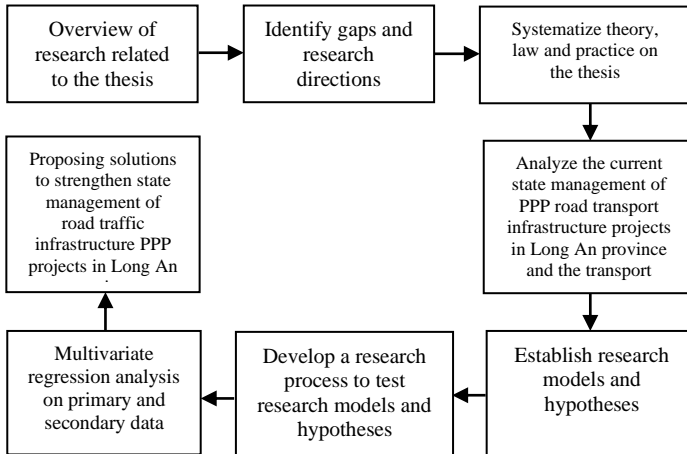 Overview of
research related
to the thesis
Identify gaps and
research
directions
Systematize theory,
law and practice on
the thesis
Analyze the current
state management of
PPP road transport
infrastructure projects
in Long An province
and the transport
Establish research
models and
hypotheses
Develop a research
process to test
research models and
hypotheses
Multivariate
regression analysis
on primary and
secondary data
Proposing solutions
to strengthen state
management of
road traffic
infrastructure PPP
projects in Long An